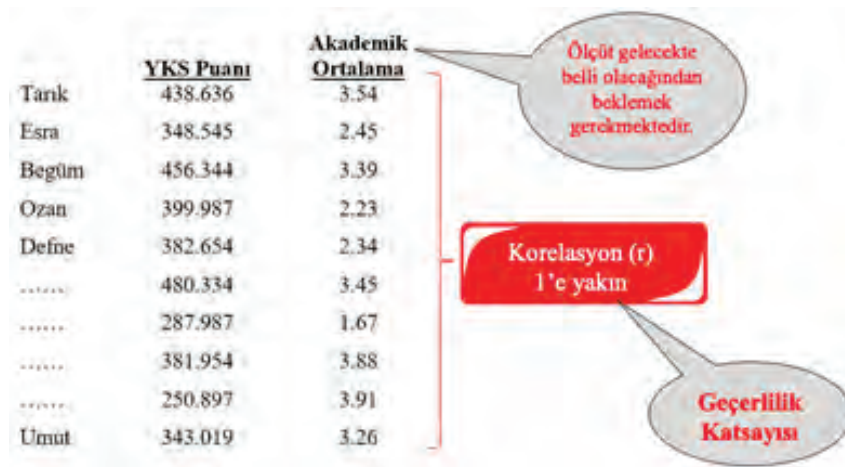 Akademik
YKS Puanı Ortalama
Tarık 438.636 3.54
Esra 348.545 2.45
Begüm 456.344 3.39
Ozan 399.987 2.23
Defne 382.654 2.34
...... 480.334 3.45
...... 287.987 1.67
...... 381.954 3.88
...... 250.897 3.91
Umut 343.019 3.26
Ölçüt gelecekte
belli olacağından
beklemek
gerekmektedir.
Korelasyon (r)
1’e yakın
Geçerlilik
Katsayısı